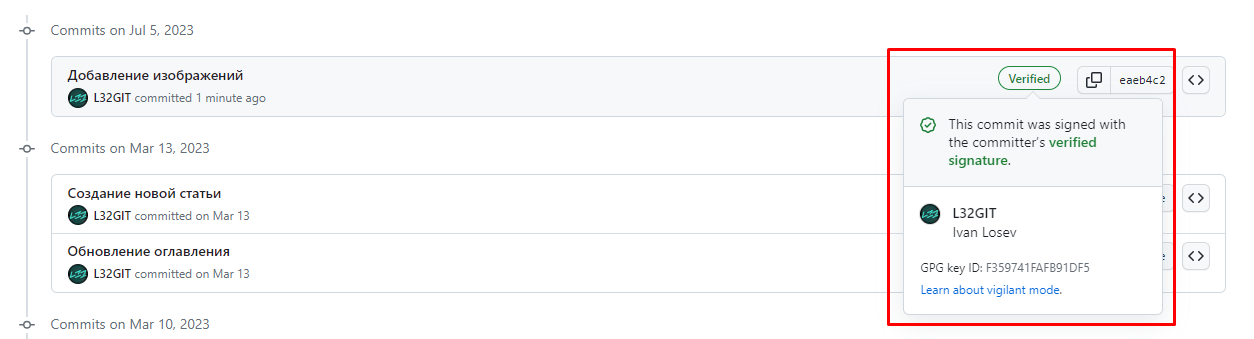 Commits on Jul 5, 2023
Добавление изображений
L32GIT committed 1 minute ago
Verified
eaeb4c2
This commit was signed with
the committer's verified
signature.
Commits on Mar 13, 2023
Создание новой статьи
L32GIT committed on Mar 13
L32GIT
Ivan Losev
Обновление оглавления
L32GIT committed on Mar 13
GPG key ID: F359741FAFB91DF5
Learn about vigilant mode.
Commits on Mar 10, 2023